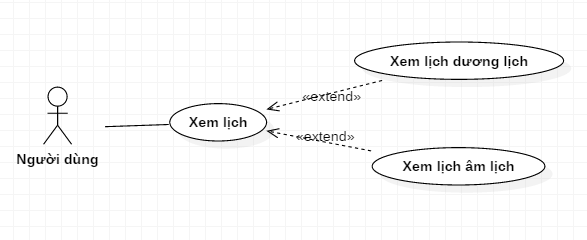 Xem lịch dương lịch
«extend»
Xem lịch
«extend»
Người dùng
Xem lịch âm lịch